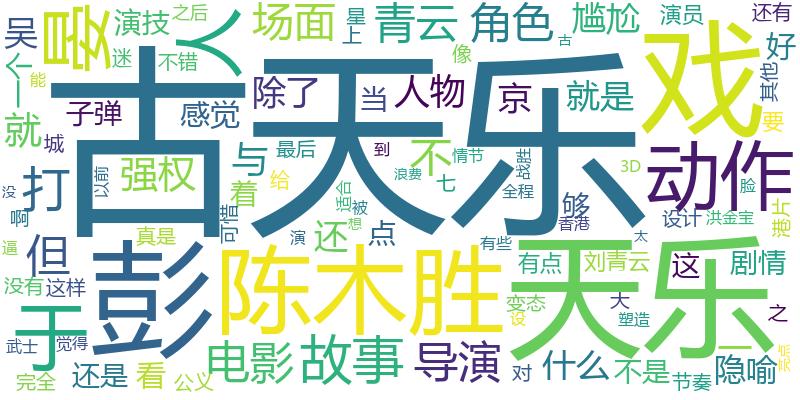 吴 晏 人 演技 之后 场面 星 上 青云 角色 尴尬 演员 还有
一个 迷 不错 像 古 好 其他
能 古天乐 戏
子弹 感觉 除了 当 人物 京 就是 要
就 城 与 最后 到 不 情节 战胜 3D 动作
没 打 以前 强权 着 给 浪费 七 全程 够 脸
啊 可惜 适合 被 想 香港 设计 洪金宝 港片
逼 但 真是 演 还 点 有些 太
没有 这样 彭 陈木胜 天乐 有点 刘青云 这 剧情
于 变态 大 之
武士 觉得 设 塑造 一
完全 还是 看 公义 电影 故事 导演 对 什么 不是 节奏 隐喻 亮点